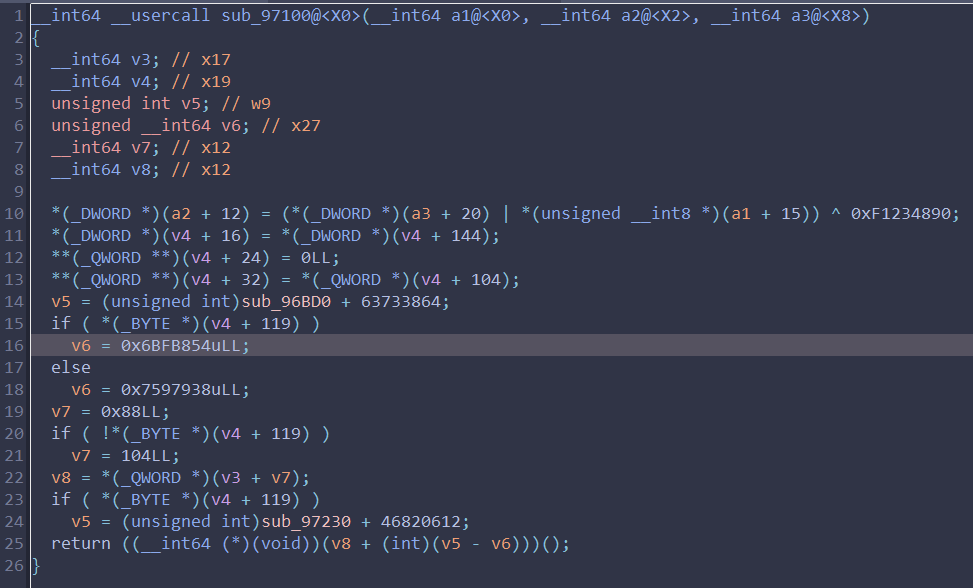 1 __int64 __usercall sub_97100@<X0>(__int64 a1@<X0>, __int64 a2@<X2>, __int64 a3@<X8>)
2 {
3   __int64 v3; // x17
4   __int64 v4; // x19
5   unsigned int v5; // w9
6   unsigned __int64 v6; // x27
7   __int64 v7; // x12
8   __int64 v8; // x12
9
10   *(_DWORD *)(a2 + 12) = (*(_DWORD *)(a3 + 20) | *(unsigned __int8 *)(a1 + 15)) ^ 0xF1234890;
11   *(_DWORD *)(v4 + 16) = *(_DWORD *)(v4 + 144);
12   **(_QWORD **)(v4 + 24) = 0LL;
13   **(_QWORD **)(v4 + 32) = *(_QWORD *)(v4 + 104);
14   v5 = (unsigned int)sub_96BD0 + 63733864;
15   if ( *(_BYTE *)(v4 + 119) )
16     v6 = 0x6BFB854uLL;
17   else
18     v6 = 0x7597938uLL;
19   v7 = 0x88LL;
20   if ( !*(_BYTE *)(v4 + 119) )
21     v7 = 104LL;
22   v8 = *(_QWORD *)(v3 + v7);
23   if ( *(_BYTE *)(v4 + 119) )
24     v5 = (unsigned int)sub_97230 + 46820612;
25   return ((__int64 (*)(void))(v8 + (int)(v5 - v6)))();
26 }